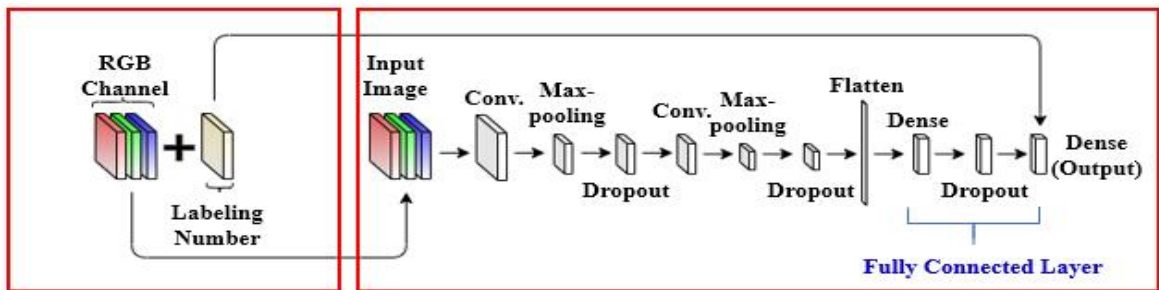 RGB
Channel
+
Labeling
Number
Input
Image
Conv.
Max-
pooling
Dropout
Conv.
Max-
pooling
Dropout
Flatten
Dense
Dropout
Dense
(Output)
Fully Connected Layer